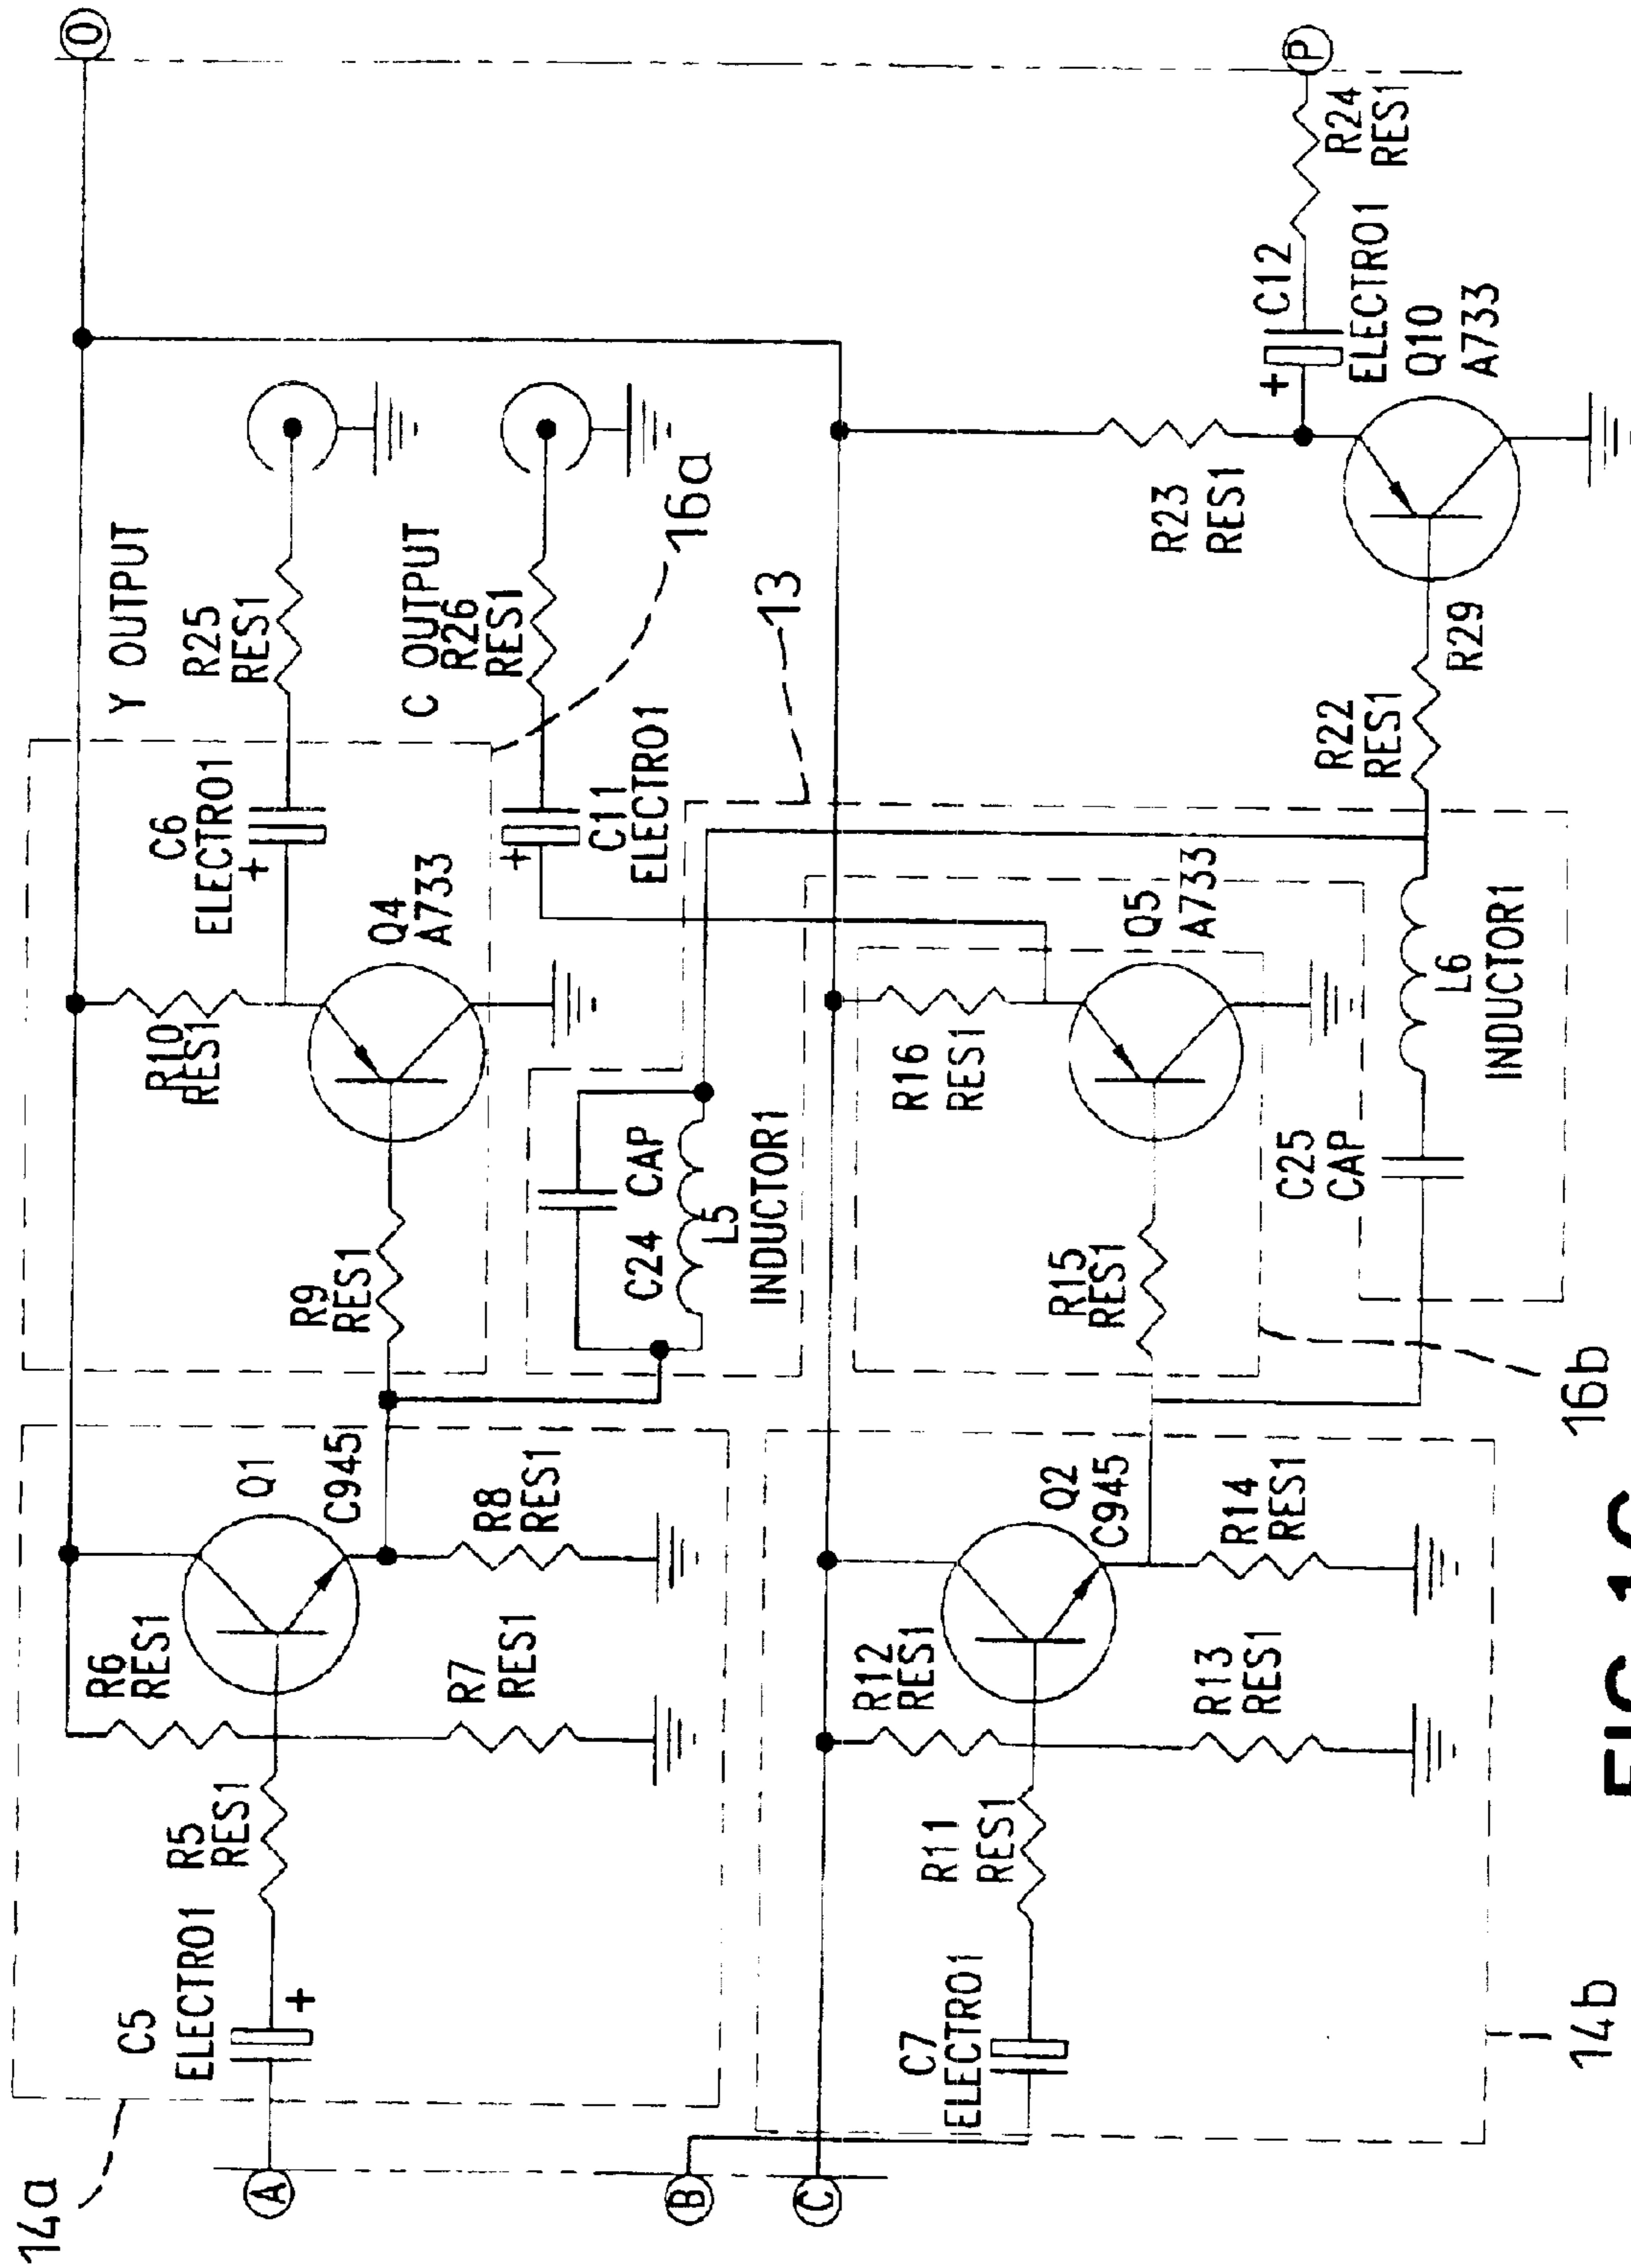 14a
C5
ELECTRO1
+
R5
RES1
R6
RES1
R7
RES1
Q1
C945
R8
RES1
R9
RES1
R10
RES1
Q4
A733
C6
ELECTRO1
+
Y OUTPUT
R25
RES1
O
A
B
C
C24 CAP
L5
INDUCTOR1
C11
ELECTRO1
+
C OUTPUT
R26
RES1
16a
13
C7
ELECTRO1
R11
RES1
R12
RES1
R13
RES1
Q2
C945
R14
RES1
R15
RES1
R16
RES1
Q5
A733
C25
CAP
L6
INDUCTOR1
R22
RES1
R29
R23
RES1
+
C12
ELECTRO1
Q10
A733
R24
RES1
P
14b
16b